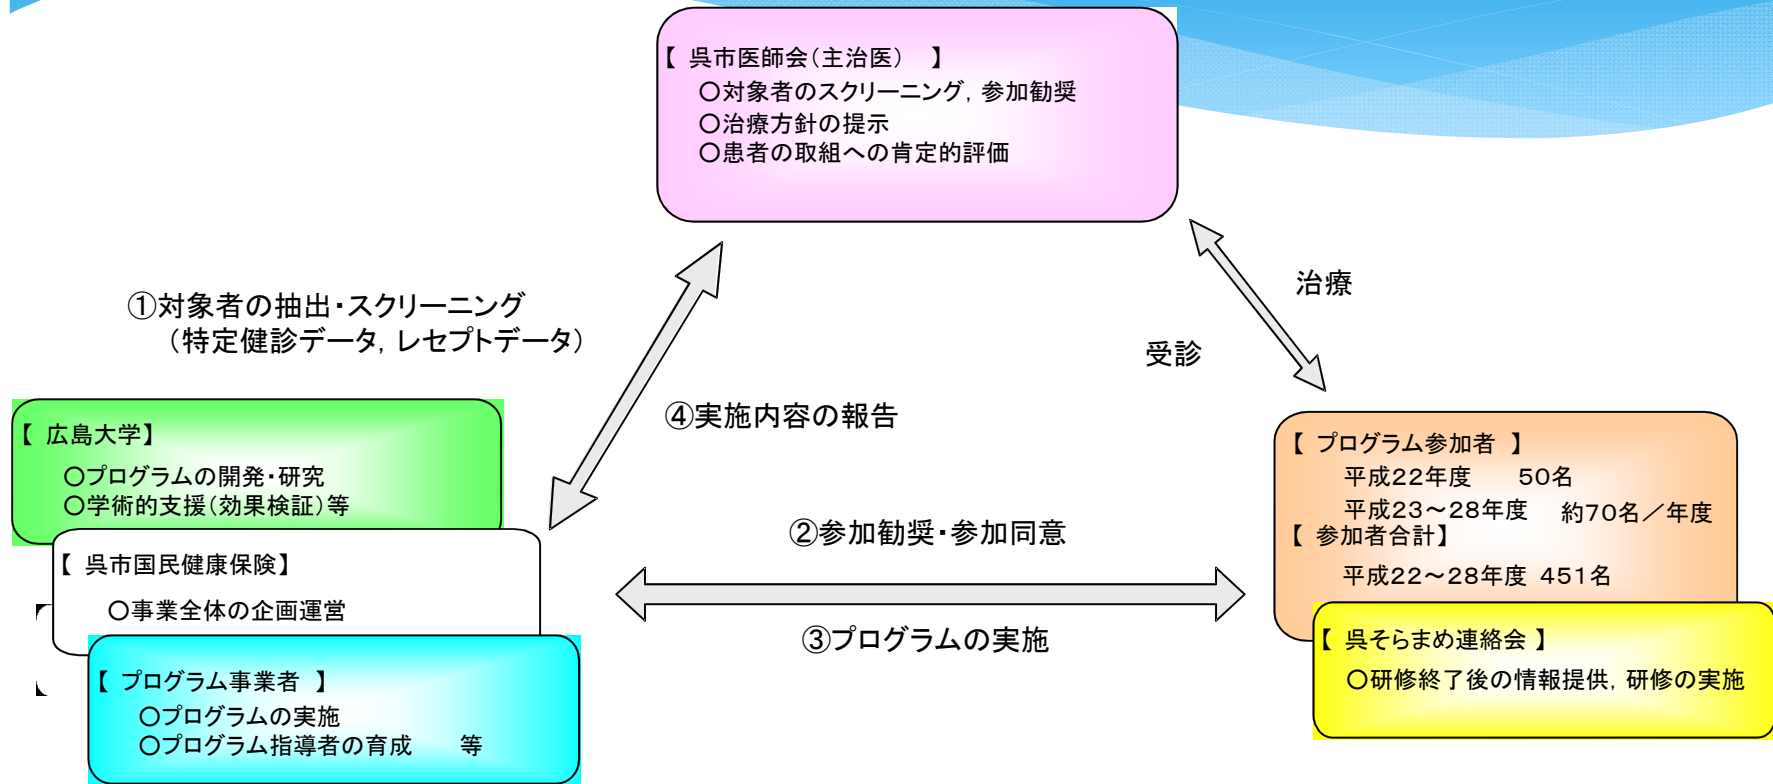 【 呉市医師会（主治医） 】
○対象者のスクリーニング，参加勧奨
○治療方針の提示
○患者の取組への肯定的評価
①対象者の抽出・スクリーニング
（特定健診データ，レセプトデータ）
治療
受診
④実施内容の報告
【 広島大学】
○プログラムの開発・研究
○学術的支援（効果検証）等
【 呉市国民健康保険】
○事業全体の企画運営
【 プログラム事業者 】
○プログラムの実施
○プログラム指導者の育成 等
②参加勧奨・参加同意
③プログラムの実施
【 プログラム参加者 】
平成２２年度 ５０名
平成２３～２８年度 約７０名／年度
【 参加者合計】
平成２２～２８年度 ４５１名
【 呉そらまめ連絡会 】
○研修終了後の情報提供，研修の実施